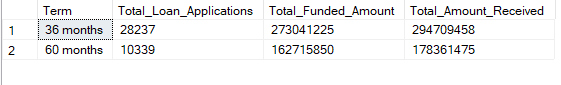 Term Total_Loan_Applications Total_Funded_Amount Total_Amount_Received
1 36 months 28237 273041225 294709458
2 60 months 10339 162715850 178361475